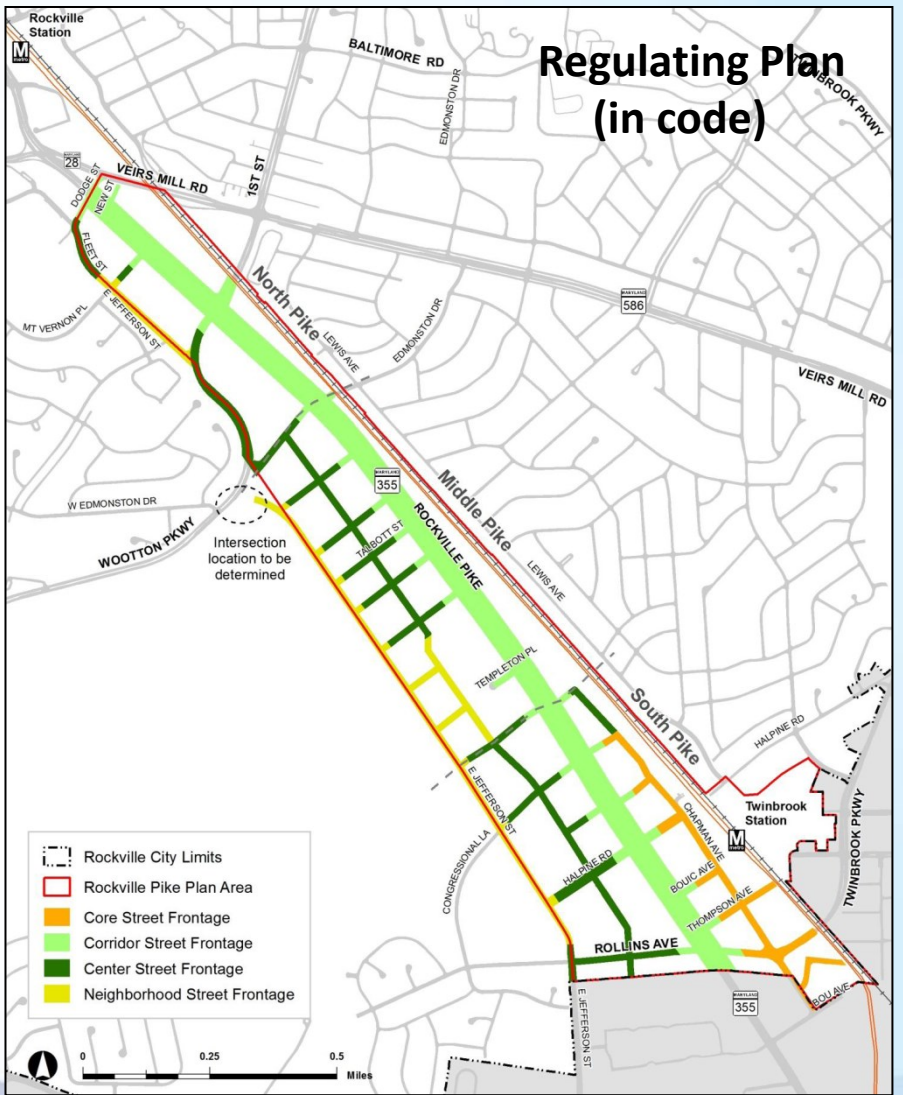 Rockville
Station
M
metro
Regulating Plan
(in code)
BALTIMORE RD
TWINBROOK PKWY
EDMONSTON DR
1ST ST
28
VEIRS MILL RD
DODGE ST
NEW ST
FLEET ST
North Pike
MARYLAND
586
MT VERNON PL
E JEFFERSON ST
LEWIS AVE
EDMONSTON DR
VEIRS MILL RD
MARYLAND
355
Middle Pike
W EDMONSTON DR
WOOTTON PKWY
Intersection
location to be
determined
TALBOTT ST
ROCKVILLE PIKE
LEWIS AVE
TEMPLETON PL
South Pike
HALPINE RD
E JEFFERSON ST
CHAPMAN AVE
Twinbrook
Station
M
metro
TWINBROOK PKWY
CONGRESSIONAL LA
HALPINE RD
BOUIC AVE
THOMPSON AVE
ROLLINS AVE
BOU AVE
E JEFFERSON ST
MARYLAND
355
Rockville City Limits
Rockville Pike Plan Area
Core Street Frontage
Corridor Street Frontage
Center Street Frontage
Neighborhood Street Frontage
0 0.25 0.5
Miles